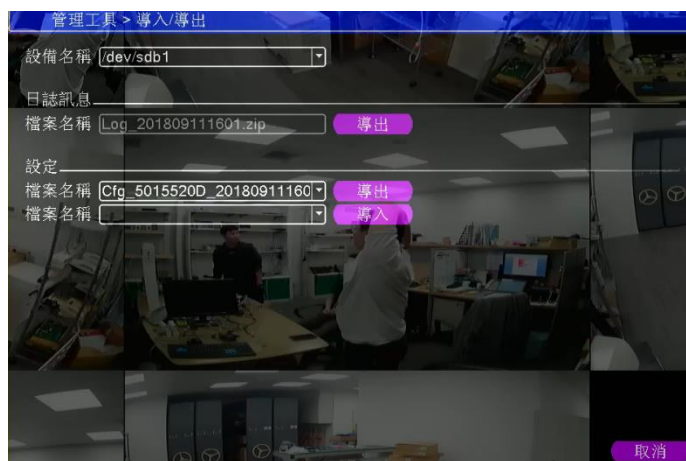 管理工具 > 導入/導出
設備名稱 /dev/sdb1
日誌訊息
檔案名稱 Log_201809111601.zip 導出
設定
檔案名稱 Cfg_5015520D_20180911160 導出
檔案名稱 導入
取消